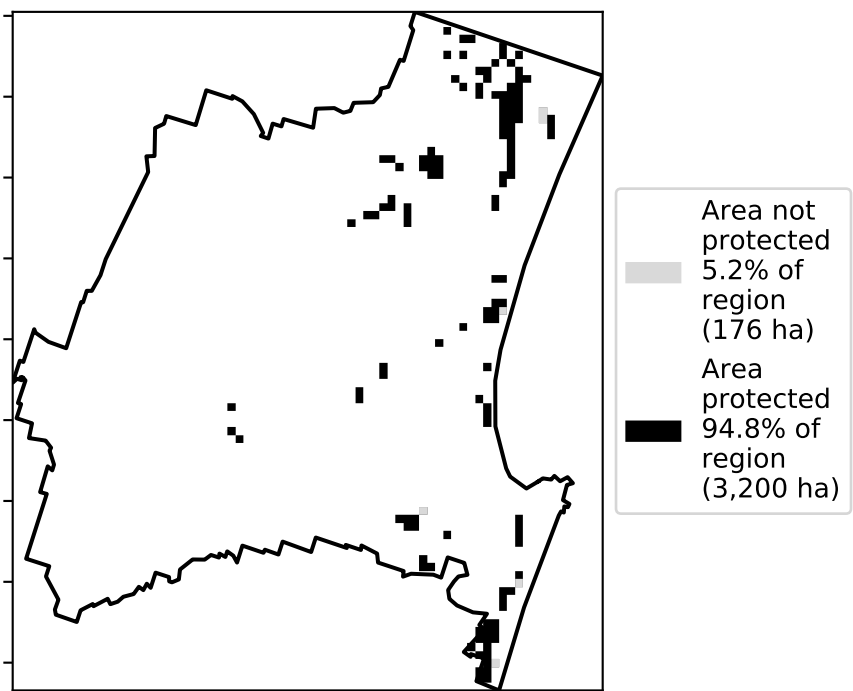 Area not
protected
5.2% of
region
(176 ha)
Area
protected
94.8% of
region
(3,200 ha)